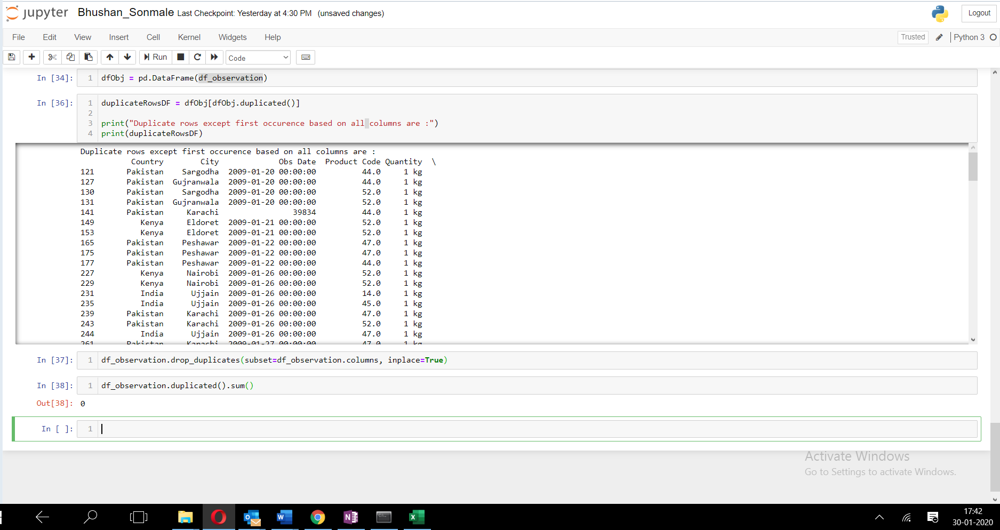 jupyter Bhushan_Sonmale Last Checkpoint: Yesterday at 4:30 PM (unsaved changes) Logout
File Edit View Insert Cell Kernel Widgets Help Trusted Python 3
Run Code
In [34]: 1 dfObj = pd.DataFrame(df_observation)
In [36]: 1 duplicateRowsDF = dfObj[dfObj.duplicated()]
2
3 print("Duplicate rows except first occurence based on all columns are :")
4 print(duplicateRowsDF)
Duplicate rows except first occurence based on all columns are :
Country City Obs Date Product Code Quantity \
121 Pakistan Sargodha 2009-01-20 00:00:00 44.0 1 kg
127 Pakistan Gujranwala 2009-01-20 00:00:00 44.0 1 kg
130 Pakistan Sargodha 2009-01-20 00:00:00 52.0 1 kg
131 Pakistan Gujranwala 2009-01-20 00:00:00 52.0 1 kg
141 Pakistan Karachi 39834 44.0 1 kg
149 Kenya Eldoret 2009-01-21 00:00:00 52.0 1 kg
153 Kenya Eldoret 2009-01-21 00:00:00 52.0 1 kg
165 Pakistan Peshawar 2009-01-22 00:00:00 47.0 1 kg
175 Pakistan Peshawar 2009-01-22 00:00:00 47.0 1 kg
177 Pakistan Peshawar 2009-01-22 00:00:00 44.0 1 kg
227 Kenya Nairobi 2009-01-26 00:00:00 52.0 1 kg
229 Kenya Nairobi 2009-01-26 00:00:00 52.0 1 kg
231 India Ujjain 2009-01-26 00:00:00 14.0 1 kg
235 India Ujjain 2009-01-26 00:00:00 45.0 1 kg
239 Pakistan Karachi 2009-01-26 00:00:00 47.0 1 kg
243 Pakistan Karachi 2009-01-26 00:00:00 52.0 1 kg
244 India Ujjain 2009-01-26 00:00:00 47.0 1 kg
261 Pakistan Karachi 2009-01-27 00:00:00 47.0 1 kg
In [37]: 1 df_observation.drop_duplicates(subset=df_observation.columns, inplace=True)
In [38]: 1 df_observation.duplicated().sum()
Out[38]: 0
In [ ]: 1
Activate Windows
Go to Settings to activate Windows.
17:42
30-01-2020